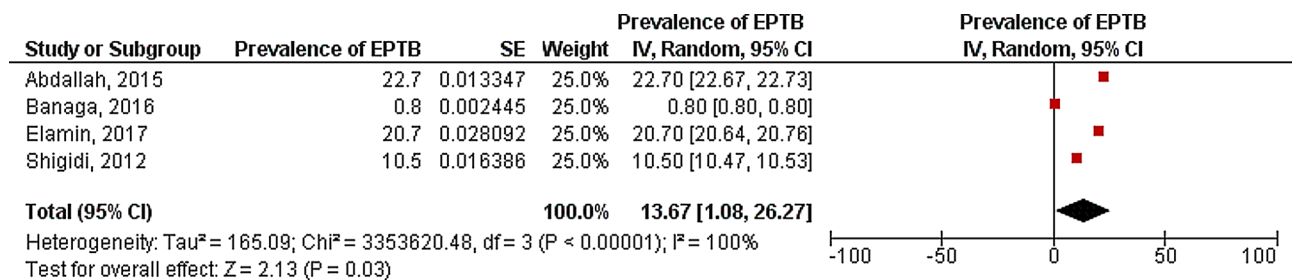 Prevalence of EPTB Prevalence of EPTB
Study or Subgroup Prevalence of EPTB SE Weight IV, Random, 95% CI IV, Random, 95% CI
Abdallah, 2015 22.7 0.013347 25.0% 22.70 [22.67, 22.73]
Banaga, 2016 0.8 0.002445 25.0% 0.80 [0.80, 0.80]
Elamin, 2017 20.7 0.028092 25.0% 20.70 [20.64, 20.76]
Shigidi, 2012 10.5 0.016386 25.0% 10.50 [10.47, 10.53]
Total (95% CI) 100.0% 13.67 [1.08, 26.27]
Heterogeneity: Tau² = 165.09; Chi² = 3353620.48, df = 3 (P < 0.00001); I² = 100%
Test for overall effect: Z = 2.13 (P = 0.03)
-100 -50 0 50 100